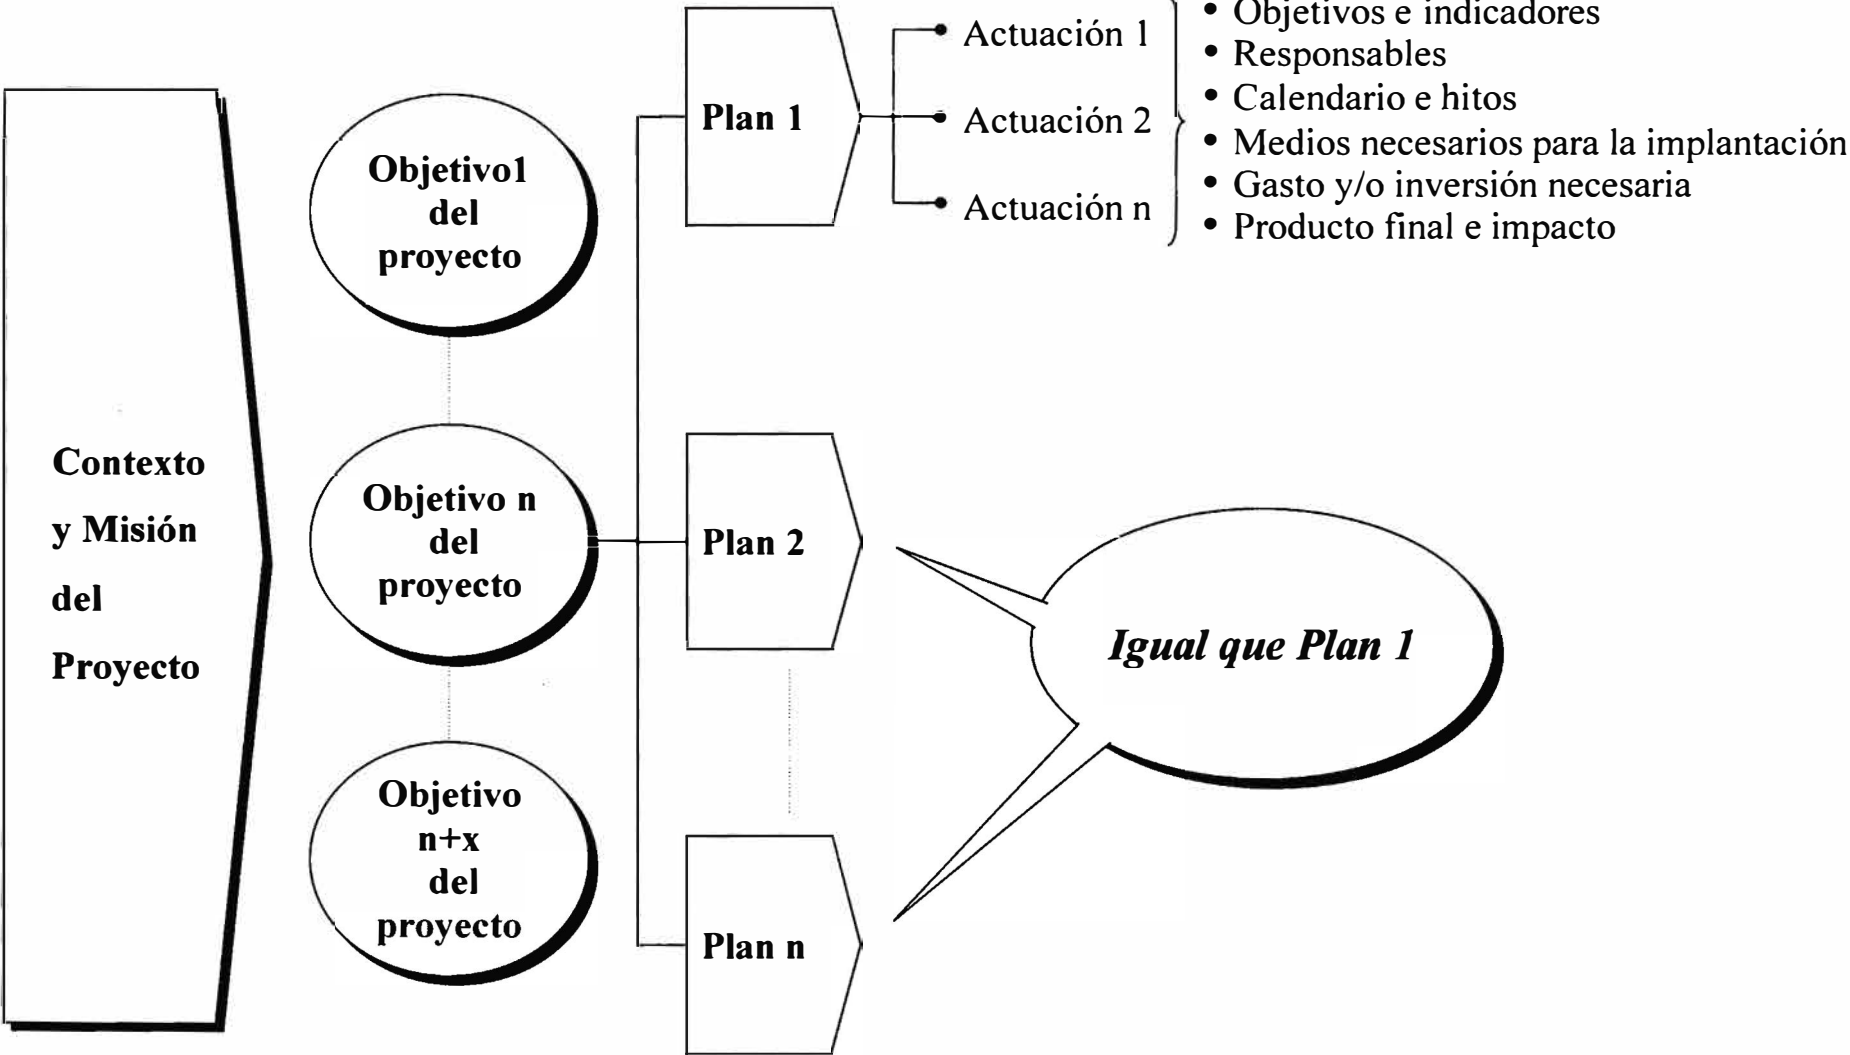 Contexto
y Misión
del
Proyecto
Objetivo1
del
proyecto
Objetivo n
del
proyecto
Objetivo
n+x
del
proyecto
Plan 1
Actuación 1
Actuación 2
Actuación n
• Objetivos e indicadores
• Responsables
• Calendario e hitos
• Medios necesarios para la implantación
• Gasto y/o inversión necesaria
• Producto final e impacto
Plan 2
Plan n
Igual que Plan 1